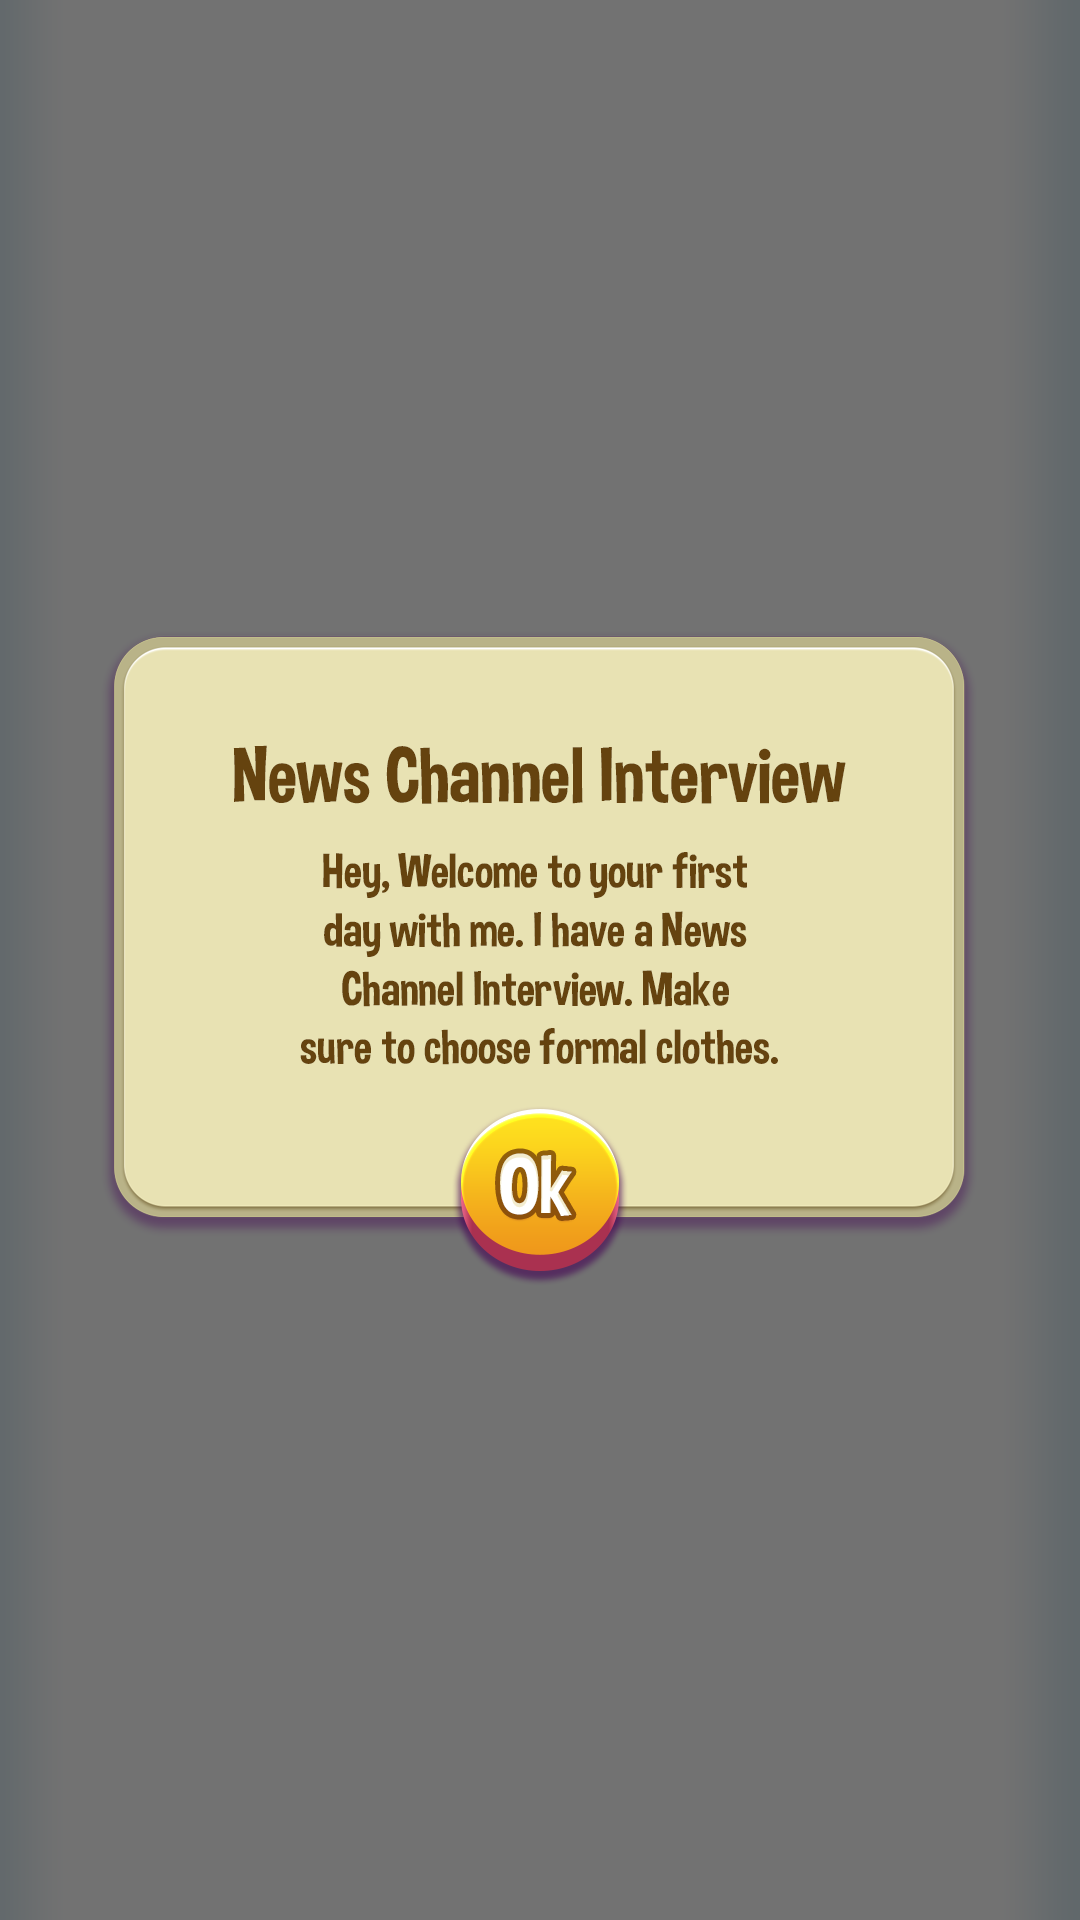 News Channel Interview
Hey, Welcome to your first
day with me. I have a News
Channel Interview. Make
sure to choose formal clothes.
Ok